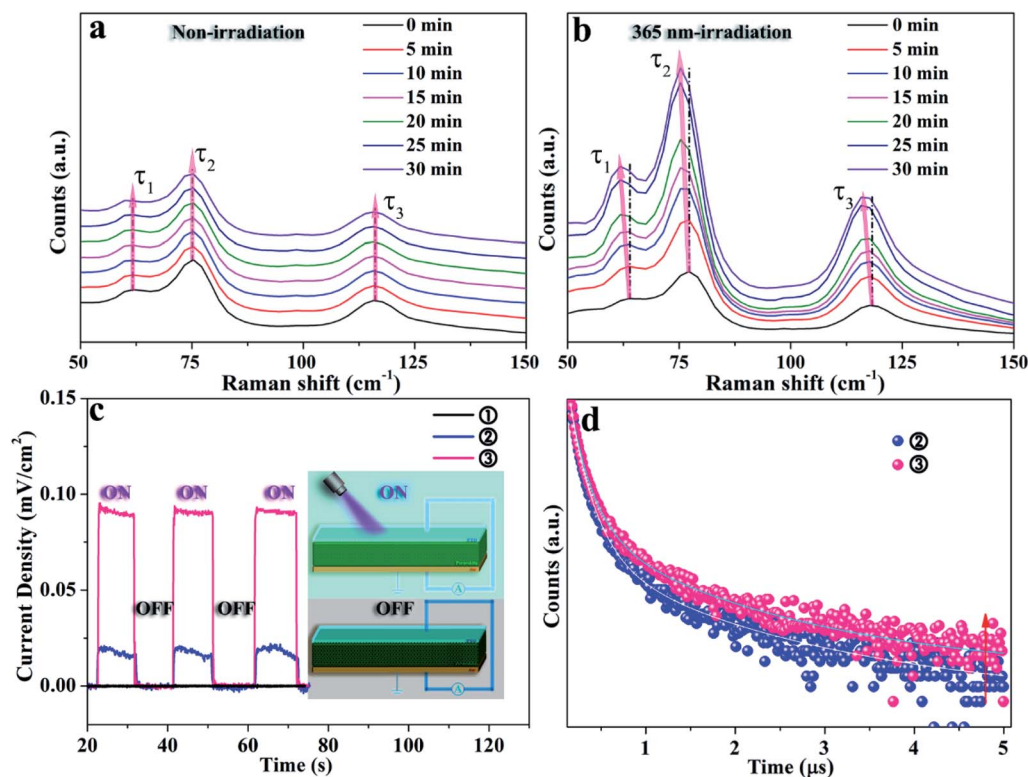 a
Non-irradiation
0 min
5 min
10 min
15 min
20 min
25 min
30 min
τ1
τ2
τ3
Counts (a.u.)
50 75 100 125 150
Raman shift (cm-1)
b
365 nm-irradiation
0 min
5 min
10 min
15 min
20 min
25 min
30 min
τ1
τ2
τ3
Counts (a.u.)
50 75 100 125 150
Raman shift (cm-1)
c
①
②
③
0.15
0.10
0.05
0.00
Current Density (mV/cm2)
ON ON ON
OFF OFF
ON
A
OFF
A
20 40 60 80 100 120
Time (s)
d
②
③
Counts (a.u.)
1 2 3 4 5
Time (μs)